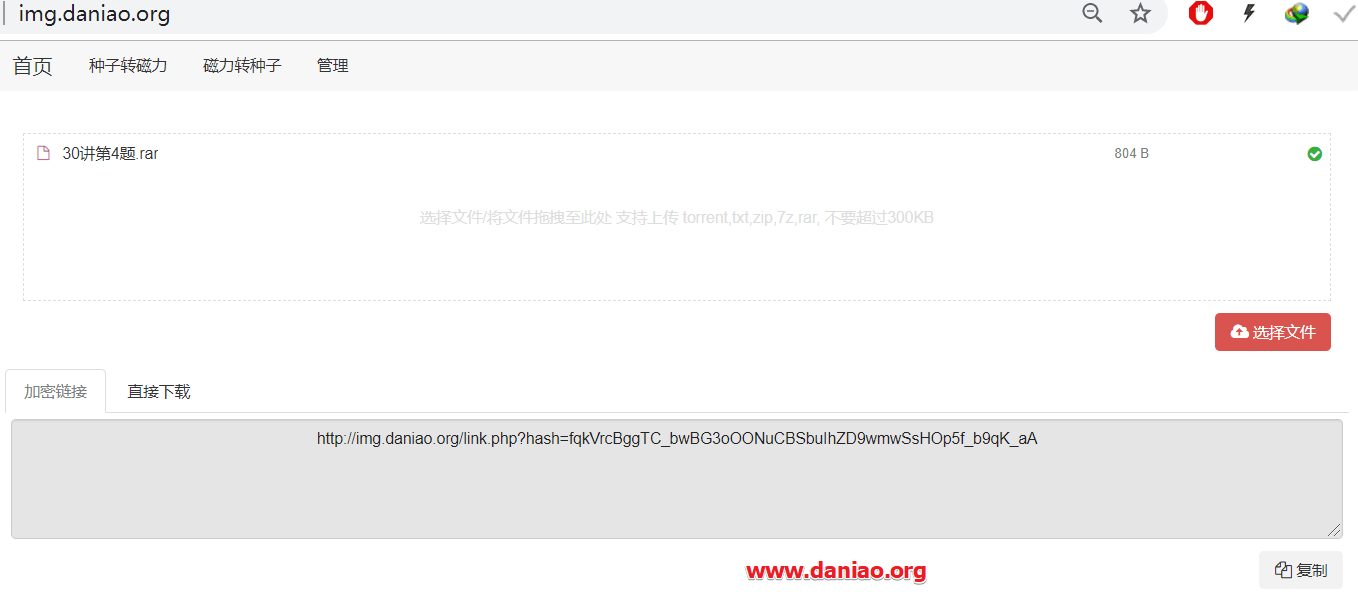 img.daniao.org
首页 种子转磁力 磁力转种子 管理
30讲第4题.rar 804 B
选择文件/将文件拖拽至此处 支持上传 torrent,txt,zip,7z,rar, 不要超过300KB
选择文件
加密链接 直接下载
http://img.daniao.org/link.php?hash=fqkVrcBggTC_bwBG3oOONuCBSbuIhZD9wmwSsHOp5f_b9qK_aA
www.daniao.org
复制